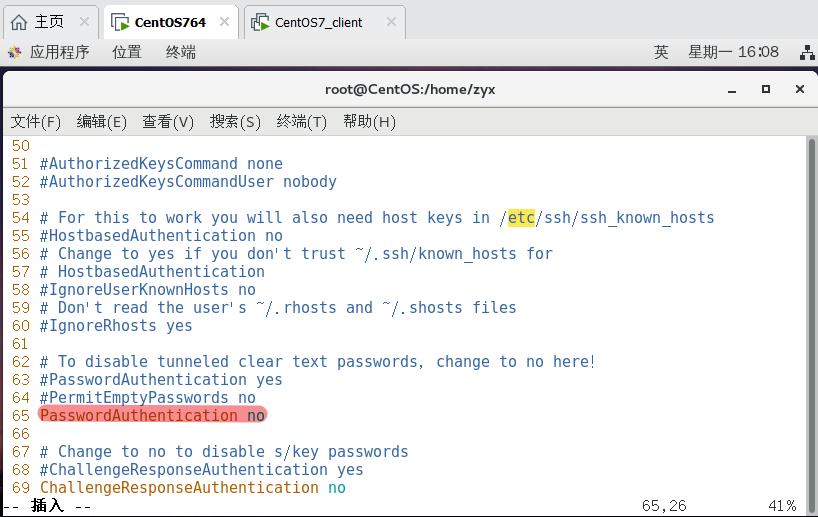 主页 × CentOS764 × CentOS7_client ×
应用程序 位置 终端 英 星期一 16:08
root@CentOS:/home/zyx
文件(F) 编辑(E) 查看(V) 搜索(S) 终端(T) 帮助(H)
50
51 #AuthorizedKeysCommand none
52 #AuthorizedKeysCommandUser nobody
53
54 # For this to work you will also need host keys in /etc/ssh/ssh_known_hosts
55 #HostbasedAuthentication no
56 # Change to yes if you don't trust ~/.ssh/known_hosts for
57 # HostbasedAuthentication
58 #IgnoreUserKnownHosts no
59 # Don't read the user's ~/.rhosts and ~/.shosts files
60 #IgnoreRhosts yes
61
62 # To disable tunneled clear text passwords, change to no here!
63 #PasswordAuthentication yes
64 #PermitEmptyPasswords no
65 PasswordAuthentication no
66
67 # Change to no to disable s/key passwords
68 #ChallengeResponseAuthentication yes
69 ChallengeResponseAuthentication no
-- 插入 -- 65,26 41%